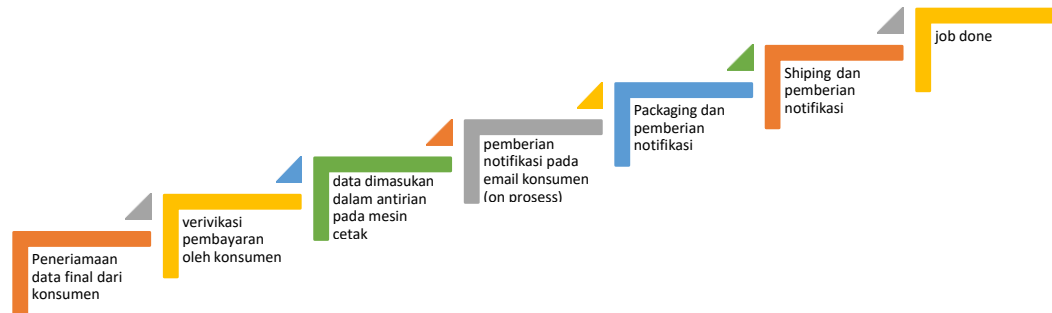 Peneriamaan
data final dari
konsumen
verivikasi
pembayaran
oleh konsumen
data dimasukan
dalam antirian
pada mesin
cetak
pemberian
notifikasi pada
email konsumen
(on prosess)
Packaging dan
pemberian
notifikasi
Shiping dan
pemberian
notifikasi
job done